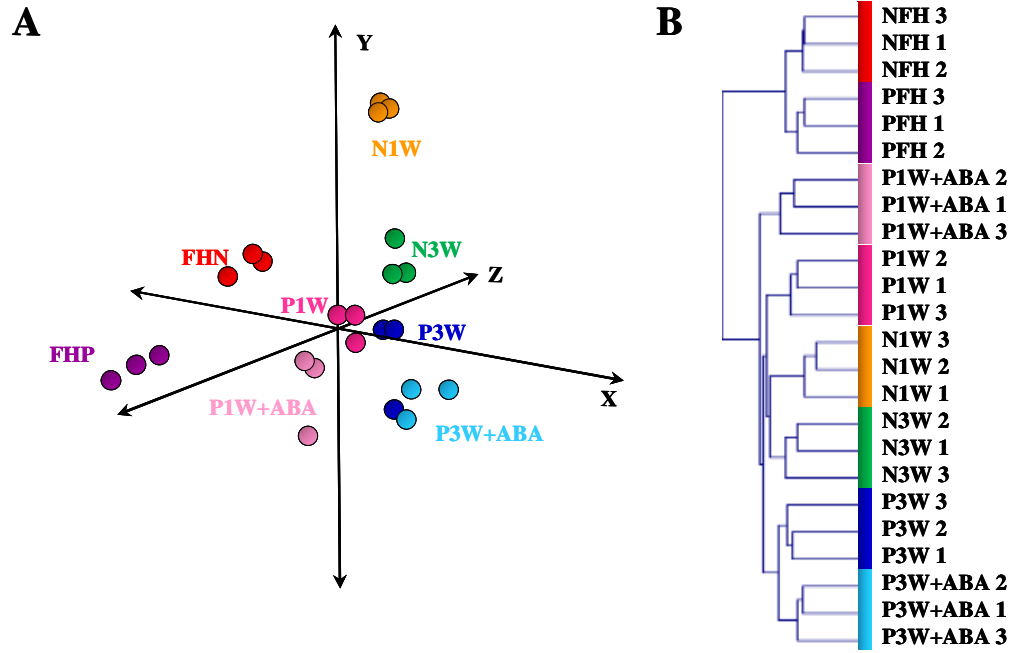 A
Y
N1W
FHN
N3W
Z
P1W
P3W
FHP
X
P1W+ABA
P3W+ABA
B
NFH 3
NFH 1
NFH 2
PFH 3
PFH 1
PFH 2
P1W+ABA 2
P1W+ABA 1
P1W+ABA 3
P1W 2
P1W 1
P1W 3
N1W 3
N1W 2
N1W 1
N3W 2
N3W 1
N3W 3
P3W 3
P3W 2
P3W 1
P3W+ABA 2
P3W+ABA 1
P3W+ABA 3